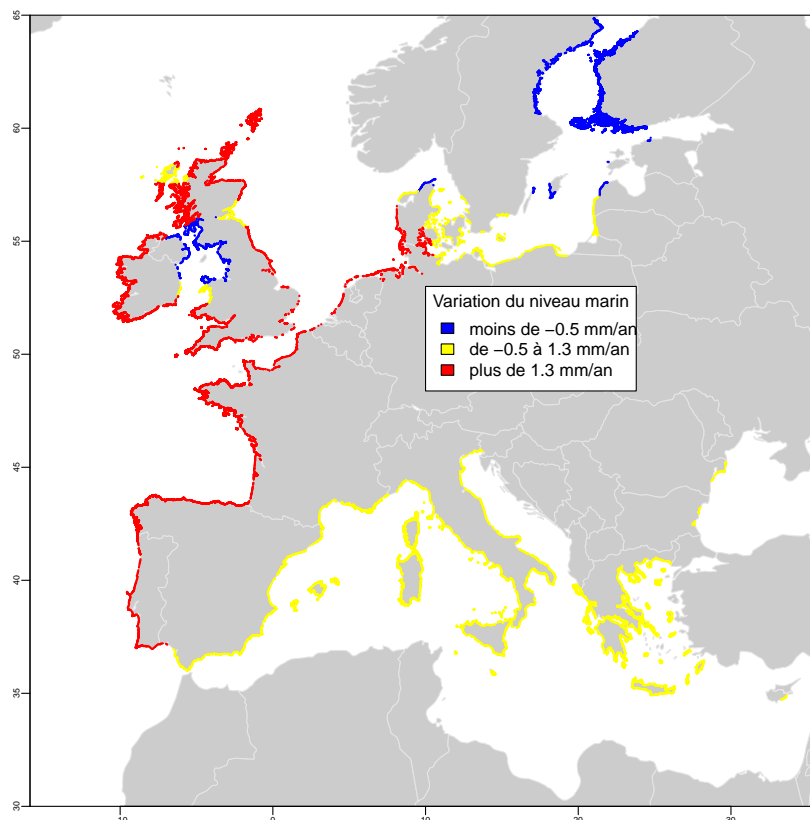 65
60
55
50
45
40
35
30
Variation du niveau marin
moins de −0.5 mm/an
de −0.5 à 1.3 mm/an
plus de 1.3 mm/an
−10 0 10 20 30